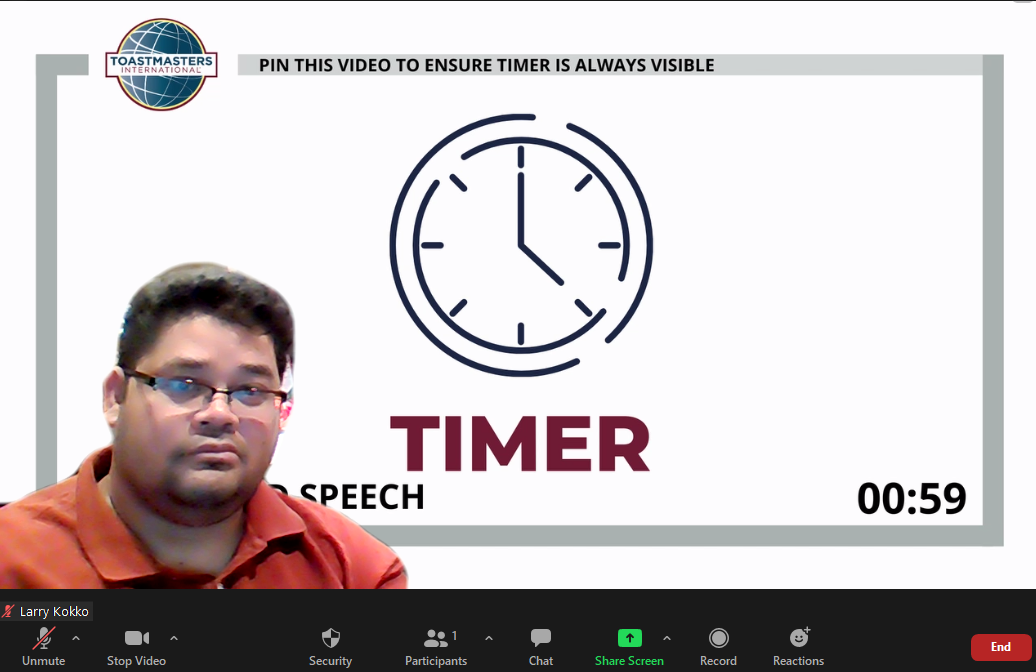 TOASTMASTERS
INTERNATIONAL
PIN THIS VIDEO TO ENSURE TIMER IS ALWAYS VISIBLE
TIMER
SPEECH
00:59
Larry Kokko
Unmute
Stop Video
Security
Participants
1
Chat
Share Screen
Record
Reactions
End